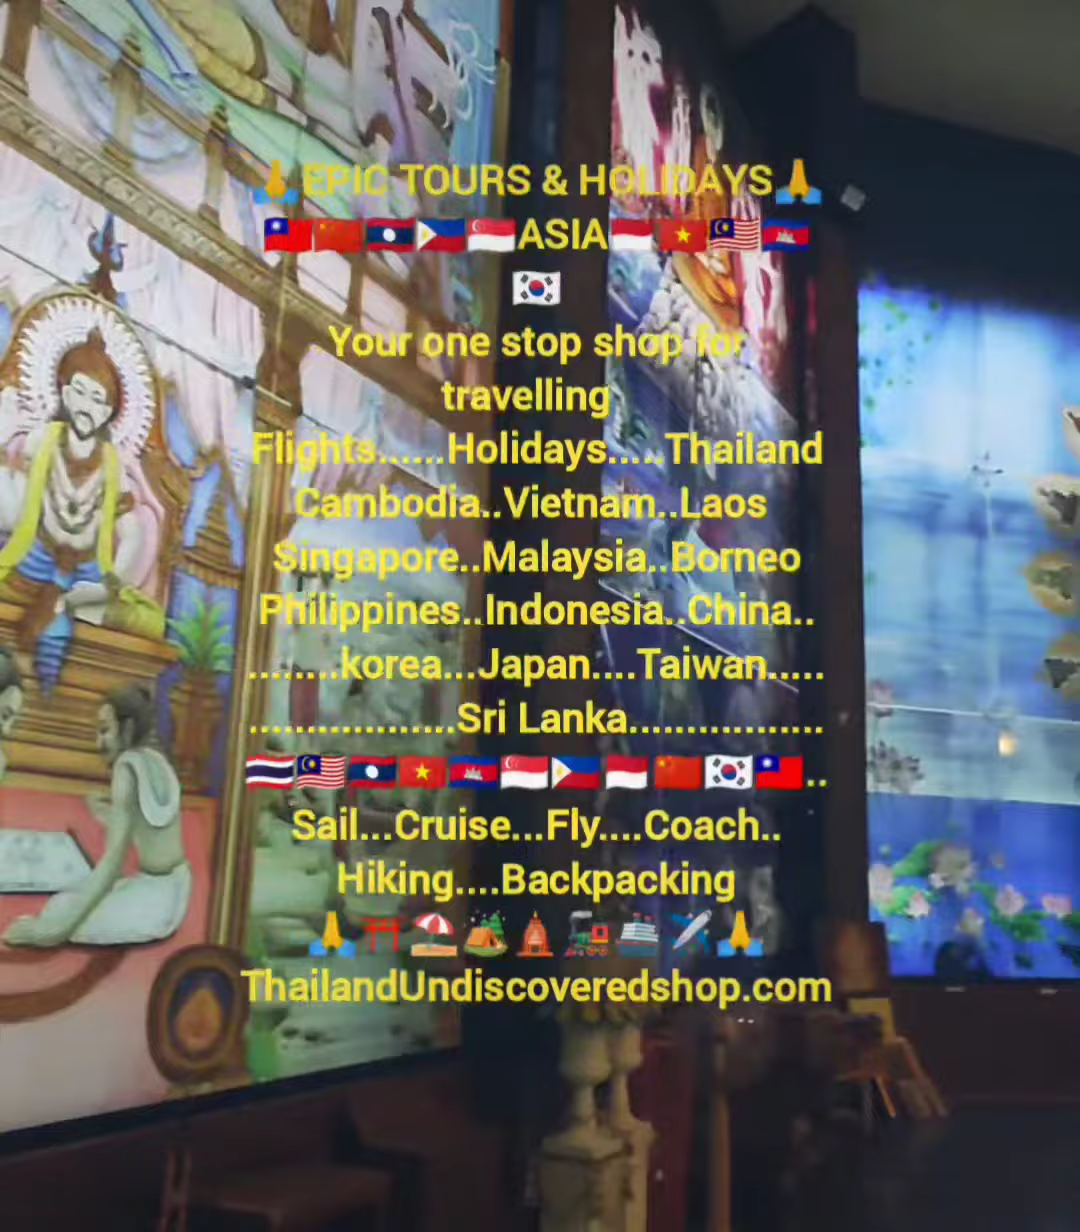 🙏EPIC TOURS & HOLIDAYS🙏
🇹🇼🇨🇳🇱🇦🇵🇭🇸🇬ASIA🇮🇩🇻🇳🇲🇾🇰🇭
🇰🇷
Your one stop shop for
travelling
Flights......Holidays.....Thailand
Cambodia..Vietnam..Laos
Singapore..Malaysia..Borneo
Philippines..Indonesia..China..
........korea...Japan....Taiwan.....
..................Sri Lanka................
🇹🇭🇲🇾🇱🇦🇻🇳🇰🇭🇸🇬🇵🇭🇮🇩🇨🇳🇰🇷🇹🇼..
Sail...Cruise...Fly....Coach..
Hiking....Backpacking
🙏⛩️🏖️🏕️🛕🚂🛳️✈️🙏
ThailandUndiscoveredshop.com